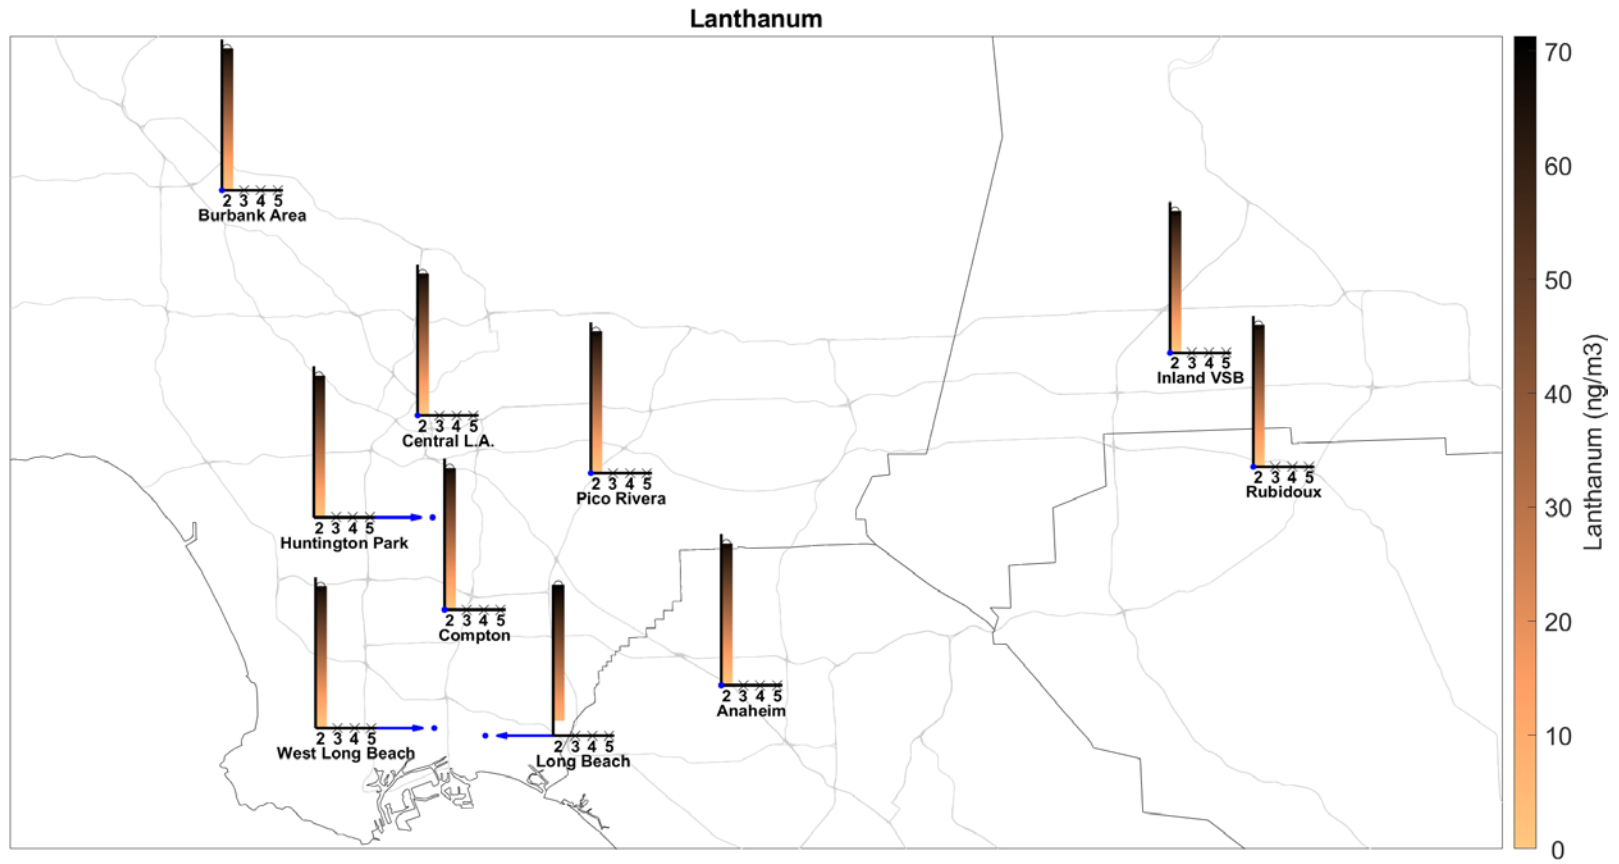 Lanthanum
2 3 4 5
Burbank Area
2 3 4 5
Central L.A.
2 3 4 5
Pico Rivera
2 3 4 5
Inland VSB
2 3 4 5
Rubidoux
2 3 4 5
Huntington Park
2 3 4 5
Compton
2 3 4 5
Anaheim
2 3 4 5
West Long Beach
2 3 4 5
Long Beach
70
60
50
40
30
20
10
0
Lanthanum (ng/m3)